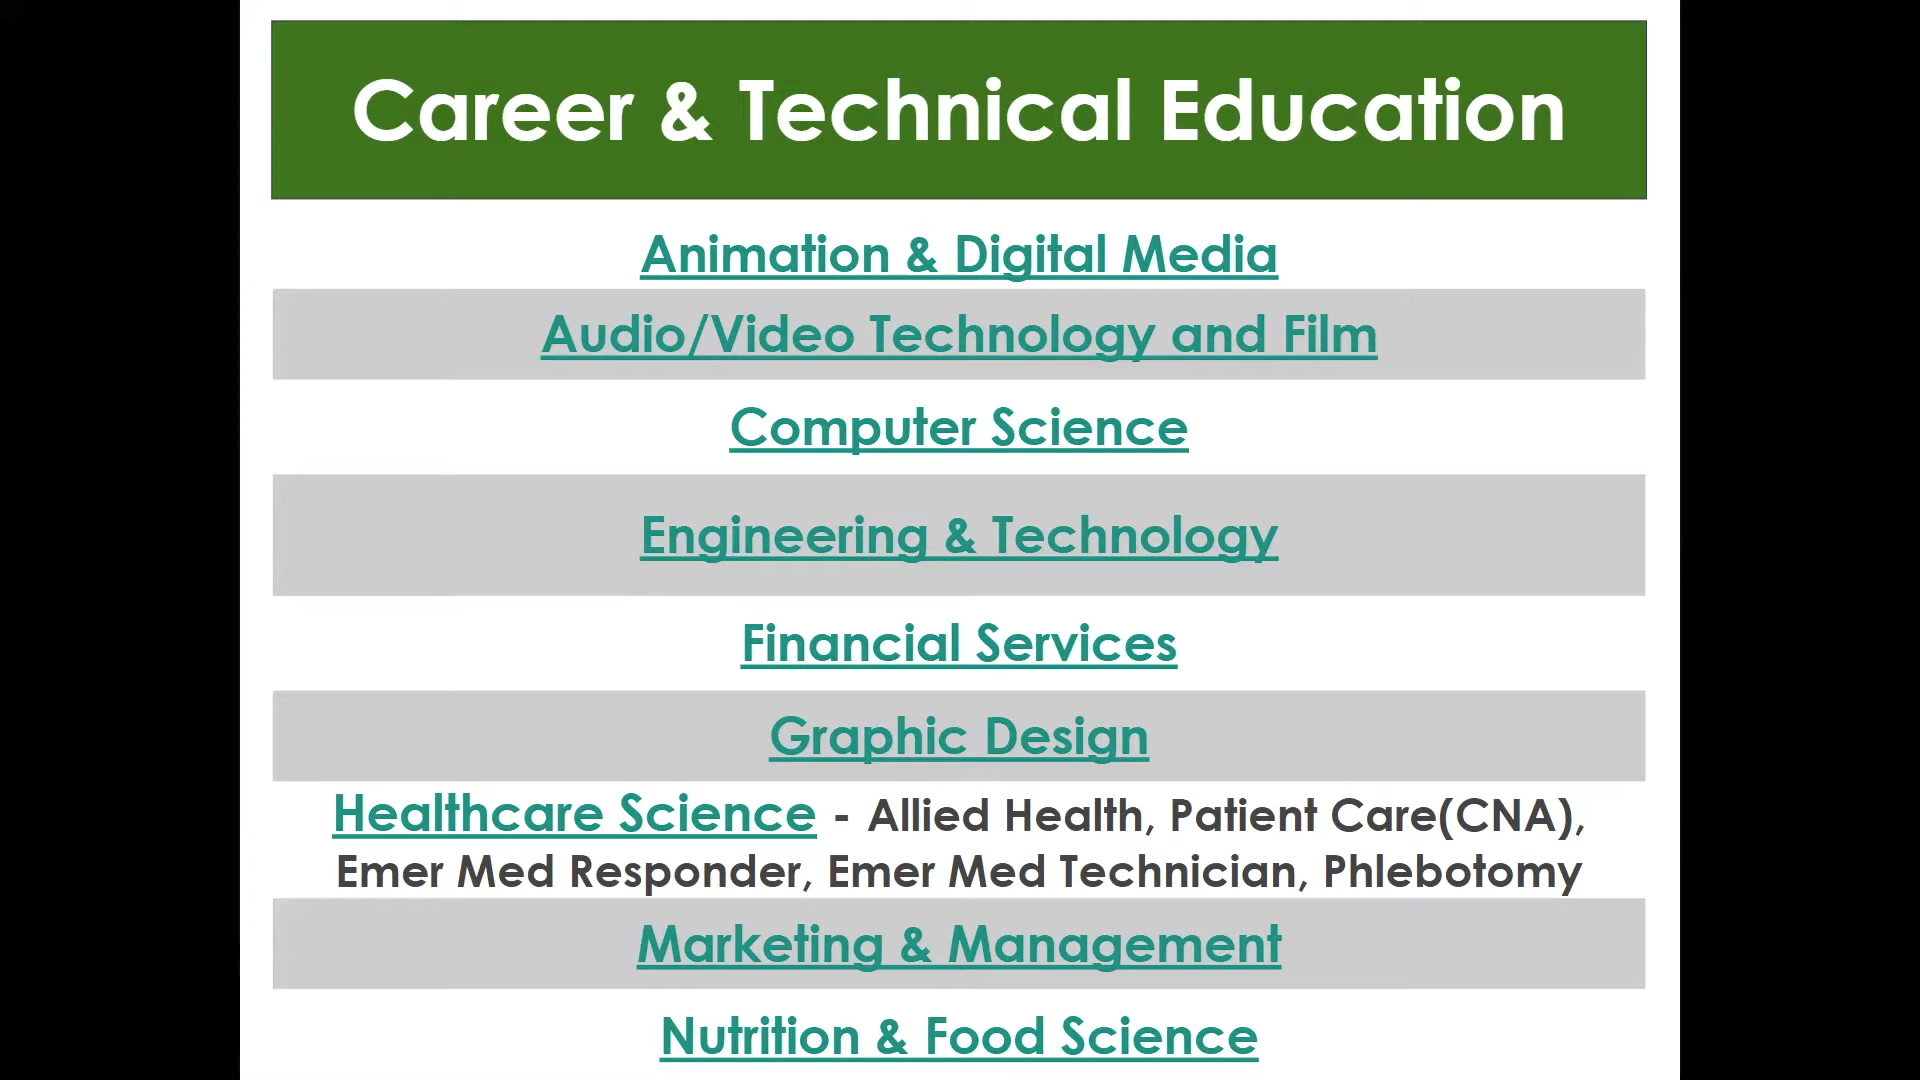 Career & Technical Education
Animation & Digital Media
Audio/Video Technology and Film
Computer Science
Engineering & Technology
Financial Services
Graphic Design
Healthcare Science - Allied Health, Patient Care(CNA),
Emer Med Responder, Emer Med Technician, Phlebotomy
Marketing & Management
Nutrition & Food Science